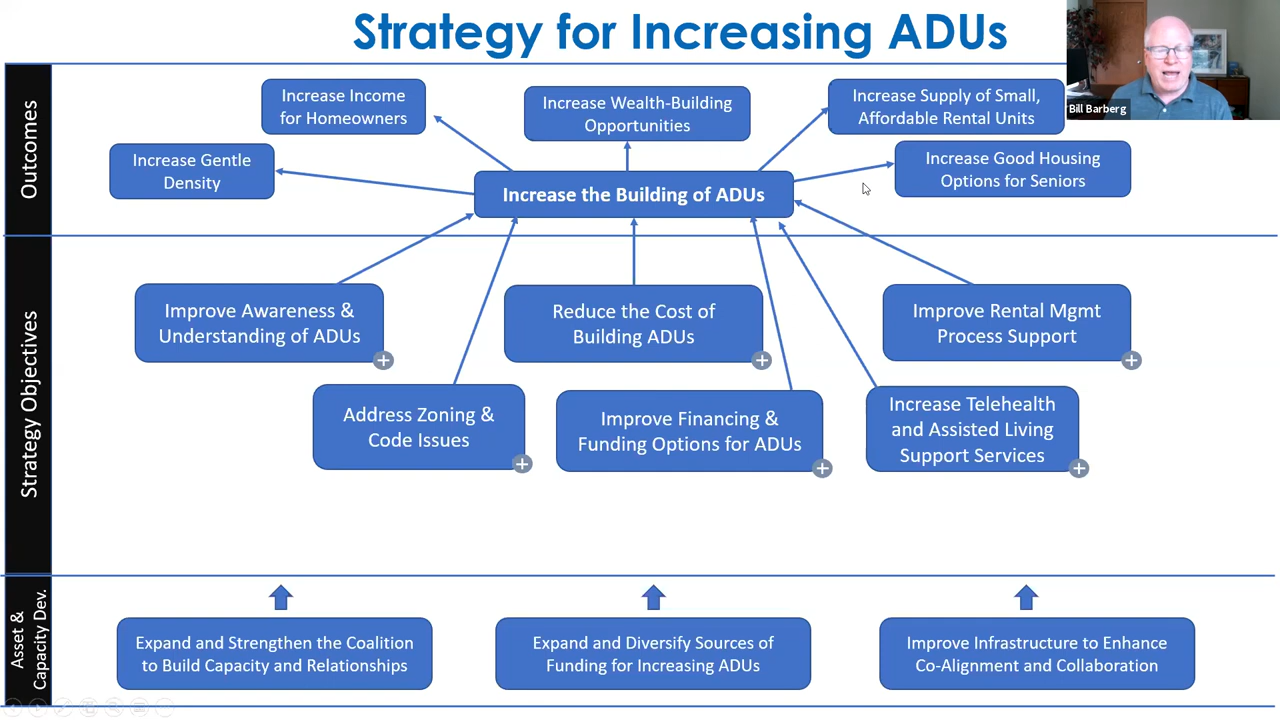 Strategy for Increasing ADUs
Bill Barberg
Outcomes
Increase Income
for Homeowners
Increase Wealth-Building
Opportunities
Increase Supply of Small,
Affordable Rental Units
Increase Gentle
Density
Increase Good Housing
Options for Seniors
Increase the Building of ADUs
Strategy Objectives
Improve Awareness &
Understanding of ADUs
Reduce the Cost of
Building ADUs
Improve Rental Mgmt
Process Support
Address Zoning &
Code Issues
Improve Financing &
Funding Options for ADUs
Increase Telehealth
and Assisted Living
Support Services
Asset &
Capacity Dev.
Expand and Strengthen the Coalition
to Build Capacity and Relationships
Expand and Diversify Sources of
Funding for Increasing ADUs
Improve Infrastructure to Enhance
Co-Alignment and Collaboration